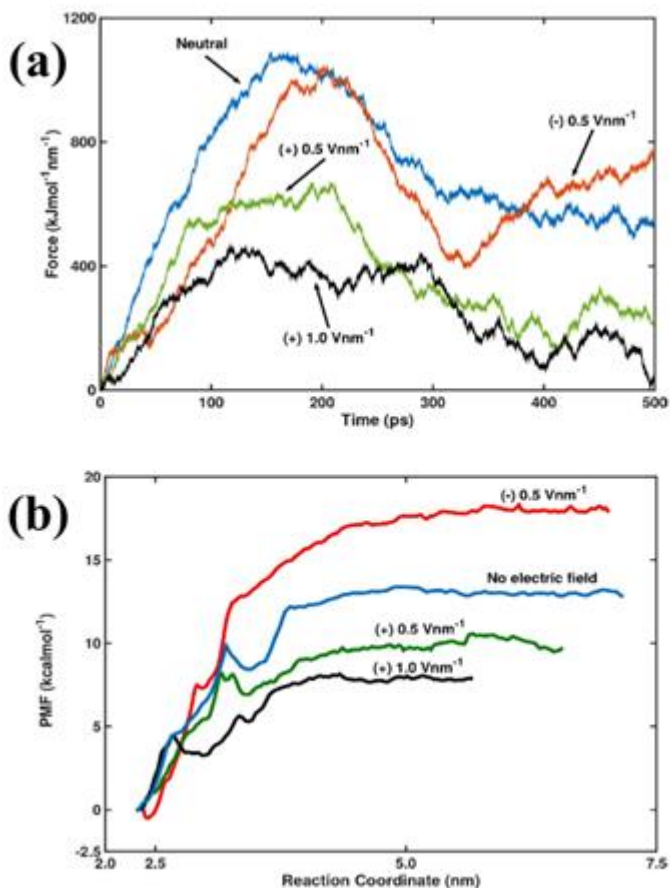 (a)
1200
800
400
0
Force (kJmol⁻¹nm⁻¹)
Neutral
(-) 0.5 Vnm⁻¹
(+) 0.5 Vnm⁻¹
(+) 1.0 Vnm⁻¹
0 100 200 300 400 500
Time (ps)
(b)
20
15
10
5
0
-2.5
PMF (kcalmol⁻¹)
(-) 0.5 Vnm⁻¹
No electric field
(+) 0.5 Vnm⁻¹
(+) 1.0 Vnm⁻¹
2.0 2.5 5.0 7.5
Reaction Coordinate (nm)